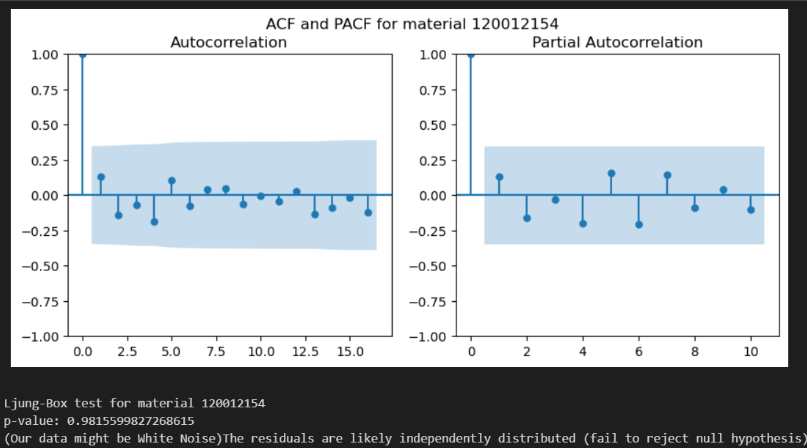 ACF and PACF for material 120012154
Autocorrelation
1.00
0.75
0.50
0.25
0.00
−0.25
−0.50
−0.75
−1.00
0.0 2.5 5.0 7.5 10.0 12.5 15.0
Partial Autocorrelation
1.00
0.75
0.50
0.25
0.00
−0.25
−0.50
−0.75
−1.00
0 2 4 6 8 10
Ljung-Box test for material 120012154
p-value: 0.9815599827268615
(Our data might be White Noise)The residuals are likely independently distributed (fail to reject null hypothesis)